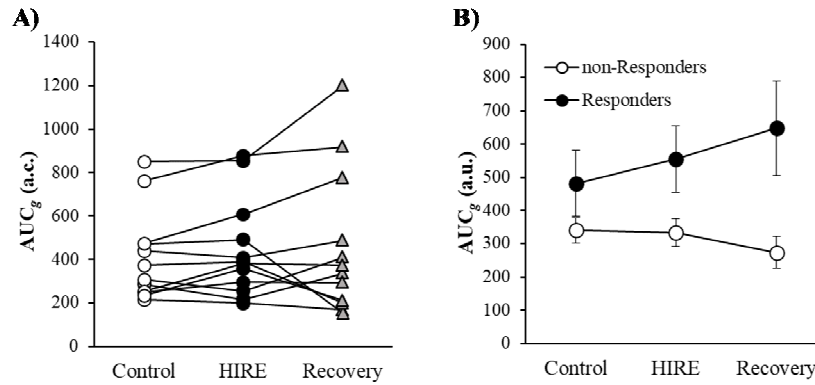 A)
1400
1200
1000
800
600
400
200
0
AUCg (a.c.)
Control HIRE Recovery
B)
900
800
700
600
500
400
300
200
100
0
AUCg (a.u.)
non-Responders
Responders
Control HIRE Recovery